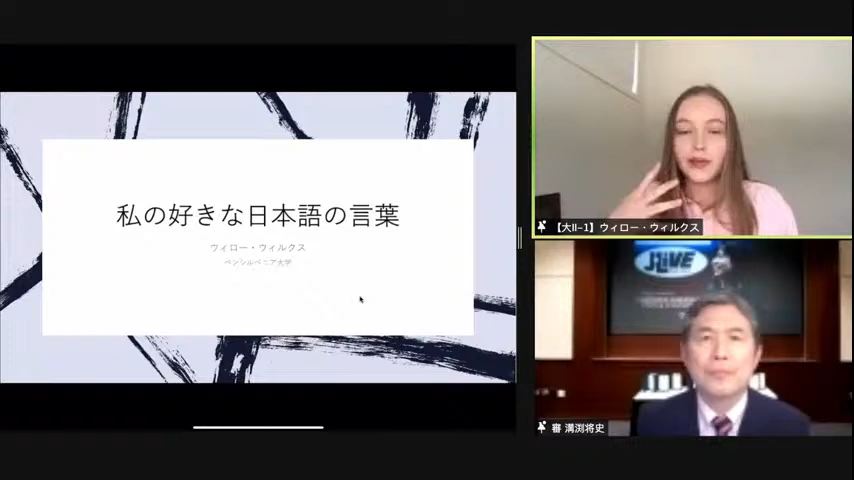 私の好きな日本語の言葉
ウィロー・ウィルクス
ペンシルベニア大学
【大II-1】ウィロー・ウィルクス
J-LIVE
審 溝渕将史